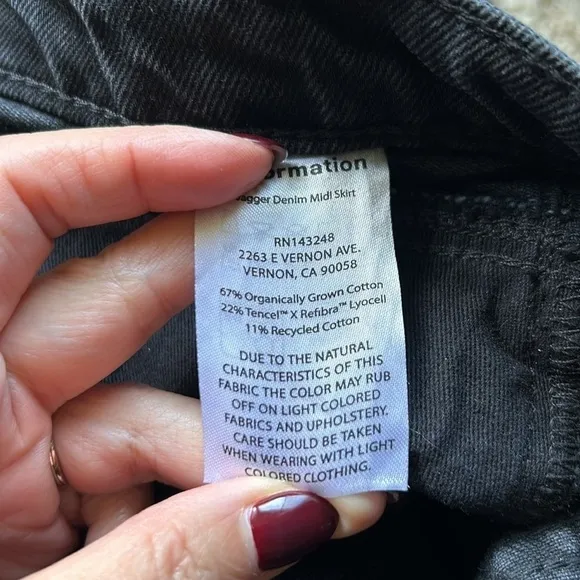 rmation
agger Denim Midl Skirt
RN143248
2263 E VERNON AVE.
VERNON, CA 90058
67% Organically Grown Cotton
22% Tencel™ X Refibra™ Lyocell
11% Recycled Cotton
DUE TO THE NATURAL
CHARACTERISTICS OF THIS
FABRIC THE COLOR MAY RUB
OFF ON LIGHT COLORED
FABRICS AND UPHOLSTERY.
CARE SHOULD BE TAKEN
WHEN WEARING WITH LIGHT
COLORED CLOTHING.